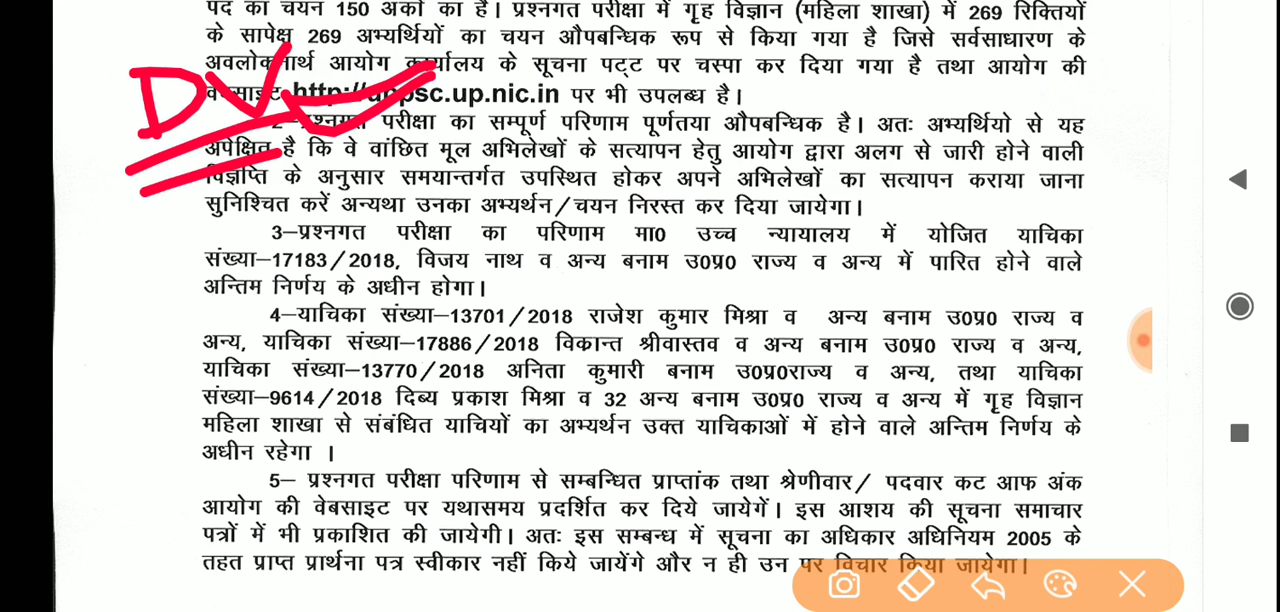 पद का चयन 150 अंकों का है। प्रश्नगत परीक्षा में गृह विज्ञान (महिला शाखा) में 269 रिक्तियों
के सापेक्ष 269 अभ्यर्थियों का चयन औपबन्धिक रूप से किया गया है जिसे सर्वसाधारण के
अवलोकनार्थ आयोग कार्यालय के सूचना पट्ट पर चस्पा कर दिया गया है तथा आयोग की
वेबसाइट http://uppsc.up.nic.in पर भी उपलब्ध है।
DV
2–प्रश्नगत परीक्षा का सम्पूर्ण परिणाम पूर्णतया औपबन्धिक है। अतः अभ्यर्थियो से यह
अपेक्षित है कि वे वांछित मूल अभिलेखों के सत्यापन हेतु आयोग द्वारा अलग से जारी होने वाली
विज्ञप्ति के अनुसार समयान्तर्गत उपस्थित होकर अपने अभिलेखों का सत्यापन कराया जाना
सुनिश्चित करें अन्यथा उनका अभ्यर्थन/चयन निरस्त कर दिया जायेगा।
3–प्रश्नगत परीक्षा का परिणाम मा0 उच्च न्यायालय में योजित याचिका
संख्या–17183/2018, विजय नाथ व अन्य बनाम उ0प्र0 राज्य व अन्य में पारित होने वाले
अन्तिम निर्णय के अधीन होगा।
4–याचिका संख्या–13701/2018 राजेश कुमार मिश्रा व अन्य बनाम उ0प्र0 राज्य व
अन्य, याचिका संख्या–17886/2018 विकान्त श्रीवास्तव व अन्य बनाम उ0प्र0 राज्य व अन्य,
याचिका संख्या–13770/2018 अनिता कुमारी बनाम उ0प्र0राज्य व अन्य, तथा याचिका
संख्या–9614/2018 दिब्य प्रकाश मिश्रा व 32 अन्य बनाम उ0प्र0 राज्य व अन्य में गृह विज्ञान
महिला शाखा से संबंधित याचियों का अभ्यर्थन उक्त याचिकाओं में होने वाले अन्तिम निर्णय के
अधीन रहेगा ।
5– प्रश्नगत परीक्षा परिणाम से सम्बन्धित प्राप्तांक तथा श्रेणीवार/ पदवार कट आफ अंक
आयोग की वेबसाइट पर यथासमय प्रदर्शित कर दिये जायेगें। इस आशय की सूचना समाचार
पत्रों में भी प्रकाशित की जायेगी। अतः इस सम्बन्ध में सूचना का अधिकार अधिनियम 2005 के
तहत प्राप्त प्रार्थना पत्र स्वीकार नहीं किये जायेंगे और न ही उन पर विचार किया जायेगा।